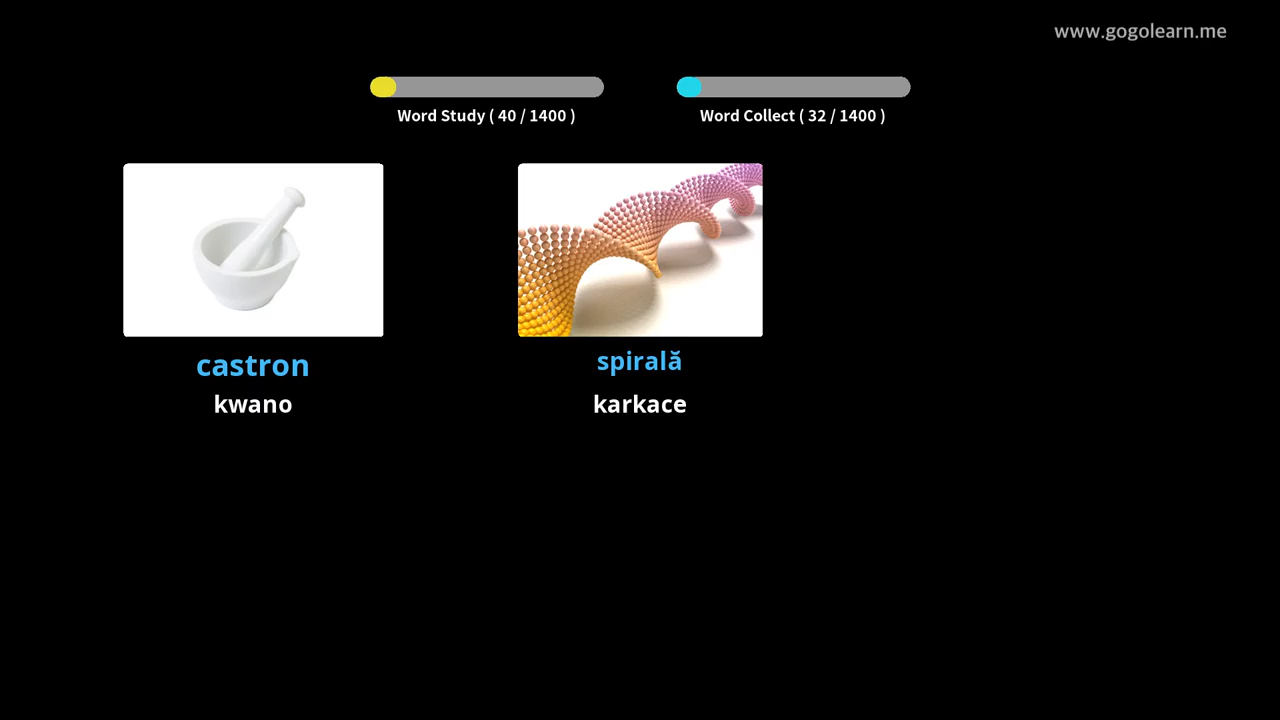 www.gogolearn.me
Word Study ( 40 / 1400 )
Word Collect ( 32 / 1400 )
castron
kwano
spirală
karkace